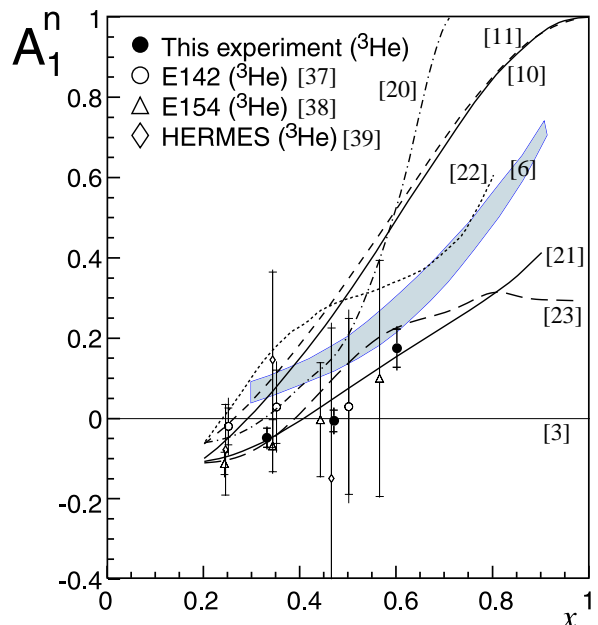 A₁ⁿ
1
0.8
0.6
0.4
0.2
0
-0.2
-0.4
This experiment (³He)
E142 (³He) [37]
E154 (³He) [38]
HERMES (³He) [39]
[20]
[11]
[10]
[22]
[6]
[21]
[23]
[3]
0 0.2 0.4 0.6 0.8 1
x